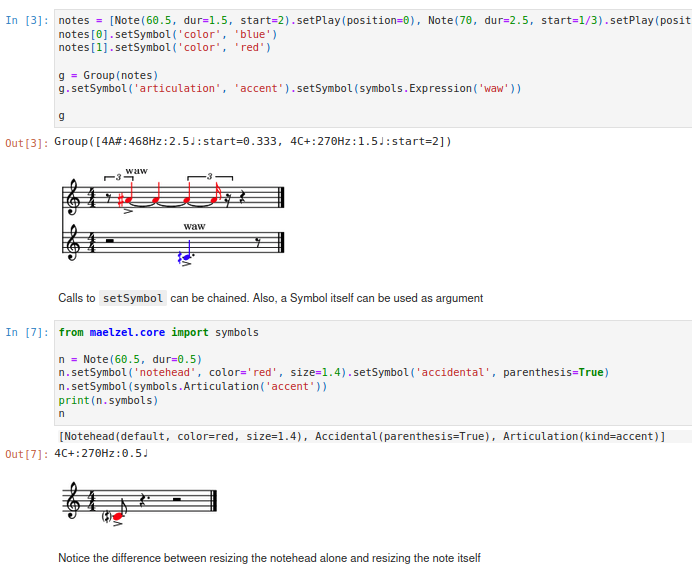 In [3]: notes = [Note(60.5, dur=1.5, start=2).setPlay(position=0), Note(70, dur=2.5, start=1/3).setPlay(posit
notes[0].setSymbol('color', 'blue')
notes[1].setSymbol('color', 'red')
g = Group(notes)
g.setSymbol('articulation', 'accent').setSymbol(symbols.Expression('waw'))
g
Out[3]: Group([4A#:468Hz:2.5♩:start=0.333, 4C+:270Hz:1.5♩:start=2])
waw
3 3
4
4
waw
4
4
Calls to setSymbol can be chained. Also, a Symbol itself can be used as argument
In [7]: from maelzel.core import symbols
n = Note(60.5, dur=0.5)
n.setSymbol('notehead', color='red', size=1.4).setSymbol('accidental', parenthesis=True)
n.setSymbol(symbols.Articulation('accent'))
print(n.symbols)
n
[Notehead(default, color=red, size=1.4), Accidental(parenthesis=True), Articulation(kind=accent)]
Out[7]: 4C+:270Hz:0.5♩
4
4
Notice the difference between resizing the notehead alone and resizing the note itself